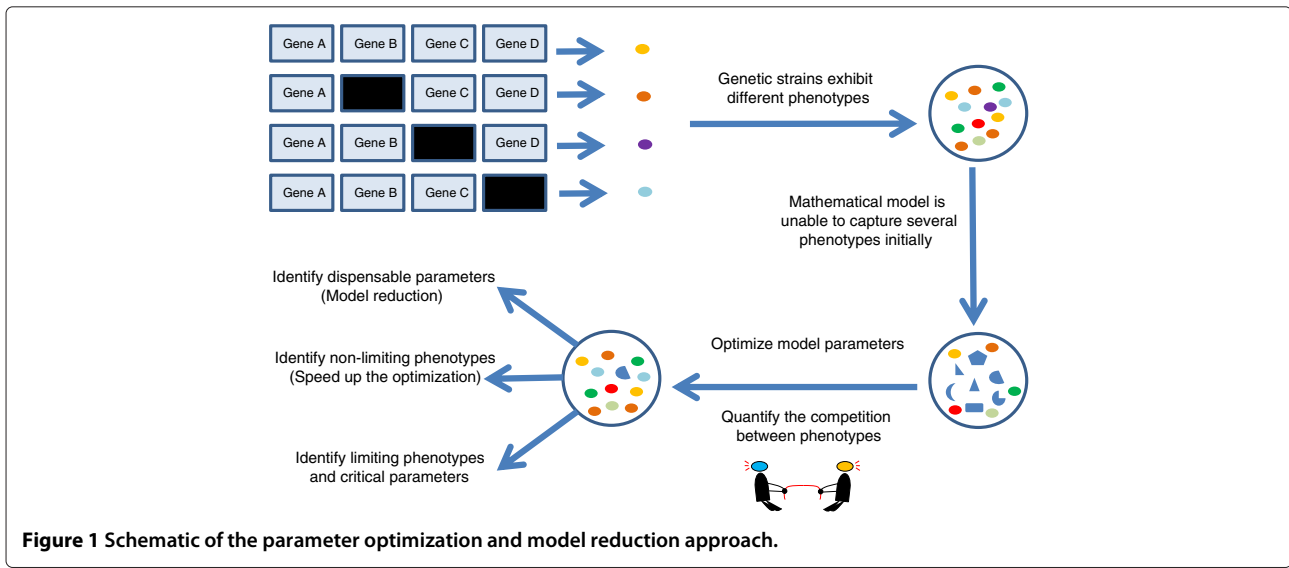 Gene A Gene B Gene C Gene D
Gene A Gene C Gene D
Gene A Gene B Gene D
Gene A Gene B Gene C
Genetic strains exhibit
different phenotypes
Mathematical model is
unable to capture several
phenotypes initially
Optimize model parameters
Quantify the competition
between phenotypes
Identify dispensable parameters
(Model reduction)
Identify non-limiting phenotypes
(Speed up the optimization)
Identify limiting phenotypes
and critical parameters
Figure 1 Schematic of the parameter optimization and model reduction approach.